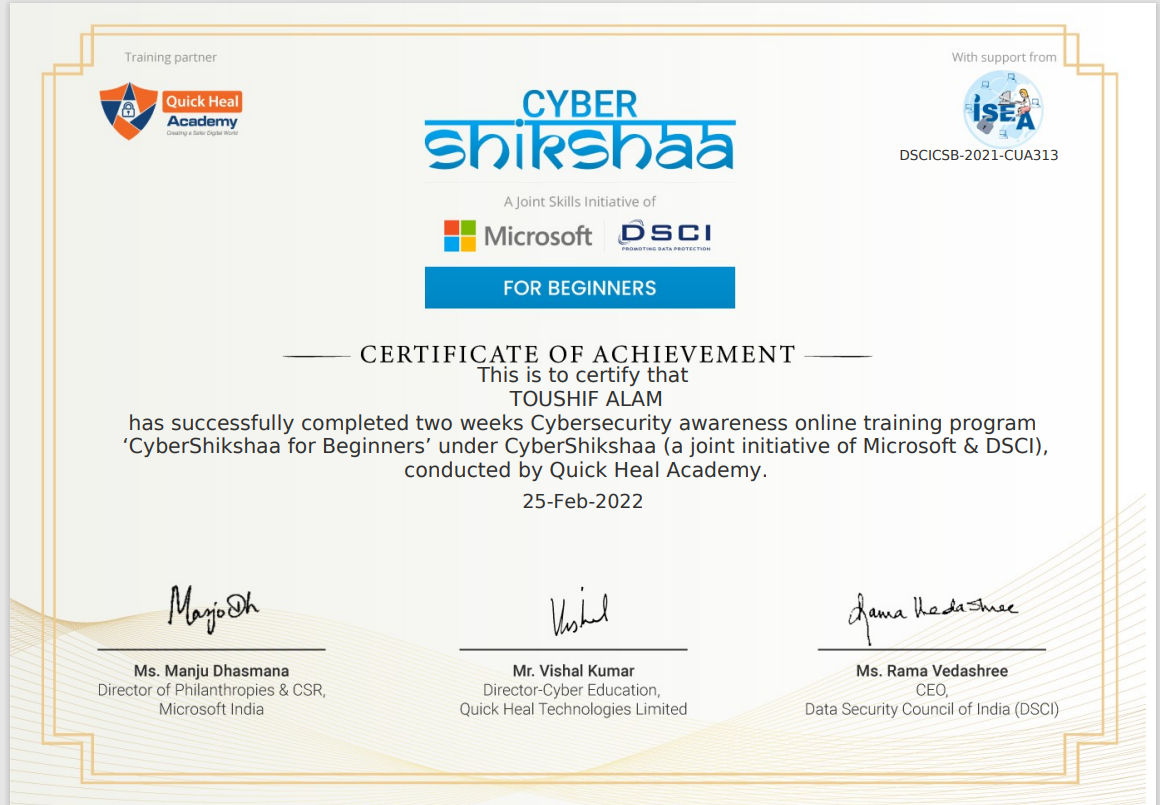 Training partner
With support from
Quick Heal
Academy
Creating a Safer Digital World
ISEA
DSCICSB-2021-CUA313
CYBER
shikshaa
A Joint Skills Initiative of
Microsoft
DSCI
PROMOTING DATA PROTECTION
FOR BEGINNERS
CERTIFICATE OF ACHIEVEMENT
This is to certify that
TOUSHIF ALAM
has successfully completed two weeks Cybersecurity awareness online training program
‘CyberShikshaa for Beginners’ under CyberShikshaa (a joint initiative of Microsoft & DSCI),
conducted by Quick Heal Academy.
25-Feb-2022
Ms. Manju Dhasmana
Director of Philanthropies & CSR,
Microsoft India
Mr. Vishal Kumar
Director-Cyber Education,
Quick Heal Technologies Limited
Rama Vedashree
Ms. Rama Vedashree
CEO,
Data Security Council of India (DSCI)